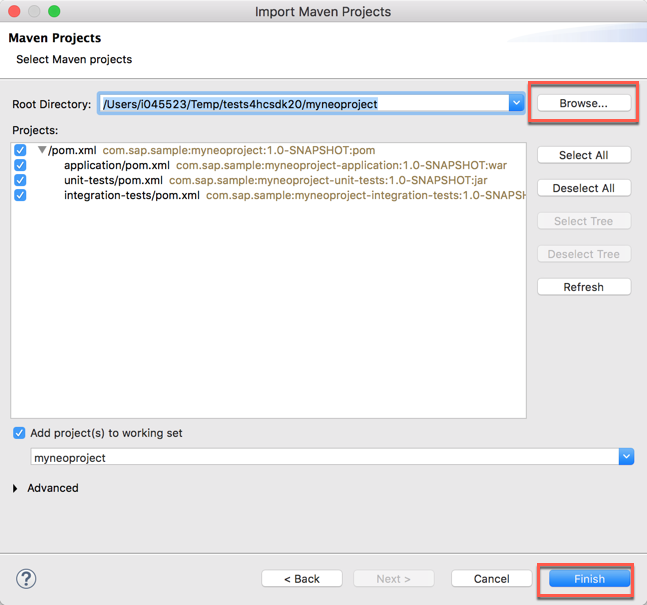 Import Maven Projects
Maven Projects
Select Maven projects
Root Directory: /Users/i045523/Temp/tests4hcsdk20/myneoproject Browse...
Projects:
/pom.xml com.sap.sample:myneoproject:1.0-SNAPSHOT:pom
application/pom.xml com.sap.sample:myneoproject-application:1.0-SNAPSHOT:war
unit-tests/pom.xml com.sap.sample:myneoproject-unit-tests:1.0-SNAPSHOT:jar
integration-tests/pom.xml com.sap.sample:myneoproject-integration-tests:1.0-SNAPSH
Select All
Deselect All
Select Tree
Deselect Tree
Refresh
Add project(s) to working set
myneoproject
Advanced
? < Back Next > Cancel Finish